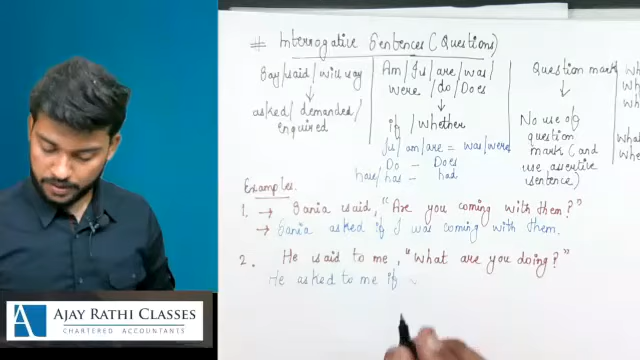 # Interrogative Sentences (Questions)
Say/said/will say
↓
asked/demanded/
enquired
Am/Is/are/was/
were /do/Does
↓
if / whether
Is/am/are = was/were
Do - Does
have/has - had
Question mark
↓
No use of
question
mark (and
use assertive
sentence)
Examples.
1. → Sania said, "Are you coming with them?"
→ Sania asked if I was coming with them.
2. He said to me, "What are you doing?"
He asked to me if
AJAY RATHI CLASSES
CHARTERED ACCOUNTANTS